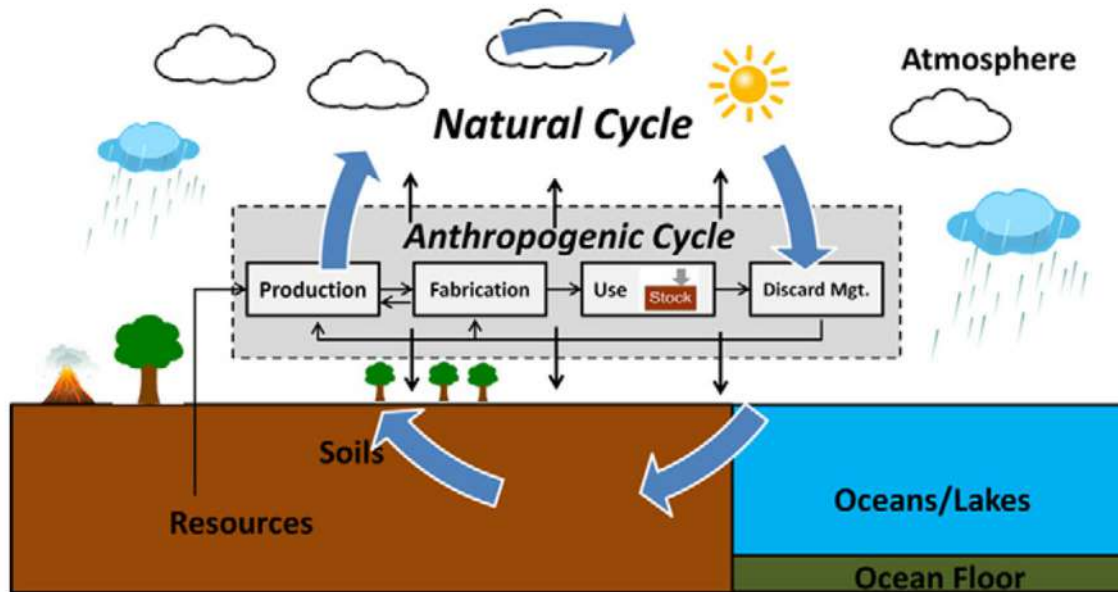 Atmosphere
Natural Cycle
Anthropogenic Cycle
Production
Fabrication
Use
Stock
Discard Mgt.
Soils
Resources
Oceans/Lakes
Ocean Floor